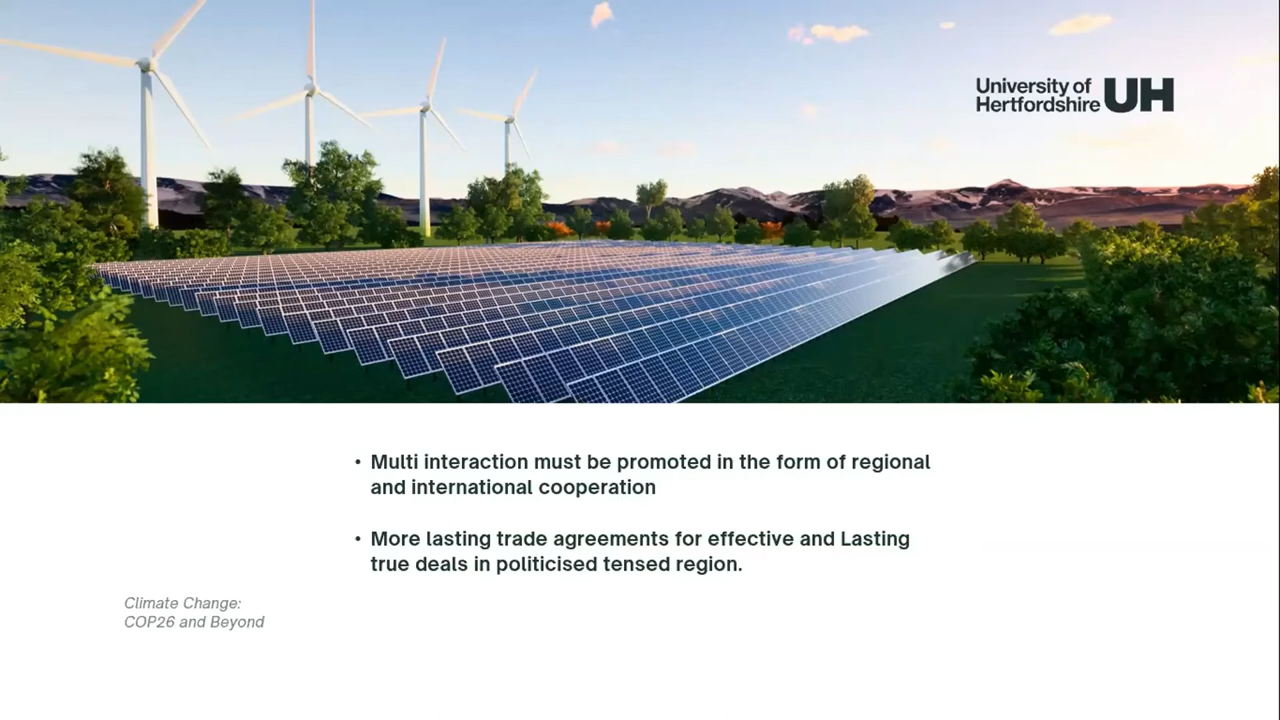 University of
Hertfordshire UH
• Multi interaction must be promoted in the form of regional
and international cooperation
• More lasting trade agreements for effective and Lasting
true deals in politicised tensed region.
Climate Change:
COP26 and Beyond